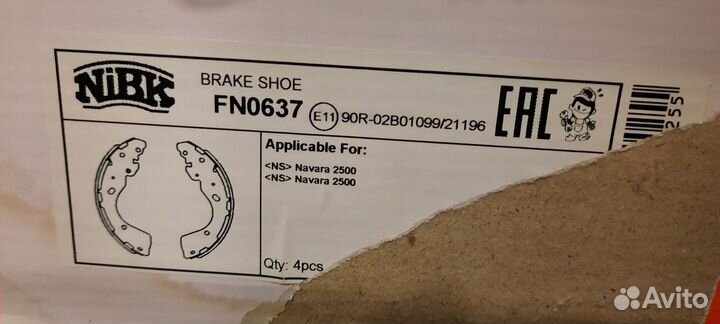 NiBK
BRAKE SHOE
FN0637
E11 90R-02B01099/21196
EAC
255
Applicable For:
<NS> Navara 2500
<NS> Navara 2500
Qty: 4pcs
Avito